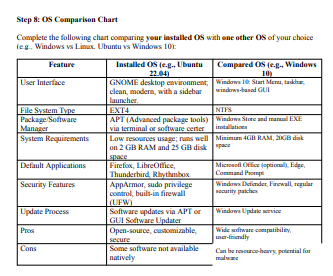 Step 8: OS Comparison Chart
Complete the following chart comparing your installed OS with one other OS of your choice
(e.g., Windows vs Linux, Ubuntu vs Windows 10):
Feature
Installed OS (e.g., Ubuntu
22.04)
Compared OS (e.g., Windows
10)
User Interface
GNOME desktop environment;
clean, modern, with a sidebar
launcher.
Windows 10: Start Menu, taskbar,
windows-based GUI
File System Type
EXT4
NTFS
Package/Software
Manager
APT (Advanced package tools)
via terminal or software certer
Windows Store and manual EXE
installations
System Requirements
Low resources usage; runs well
on 2 GB RAM and 25 GB disk
space
Minimum 4GB RAM, 20GB disk
space
Default Applications
Firefox, LibreOffice,
Thunderbird, Rhythmbox
Microsoft Office (optional), Edge,
Command Prompt
Security Features
AppArmor, sudo privilege
control, built-in firewall
(UFW)
Windows Defender, Firewall, regular
security patches
Update Process
Software updates via APT or
GUI Software Updater
Windows Update service
Pros
Open-source, customizable,
secure
Wide software compatibility,
user-friendly
Cons
Some software not available
natively
Can be resource-heavy, potential for
malware